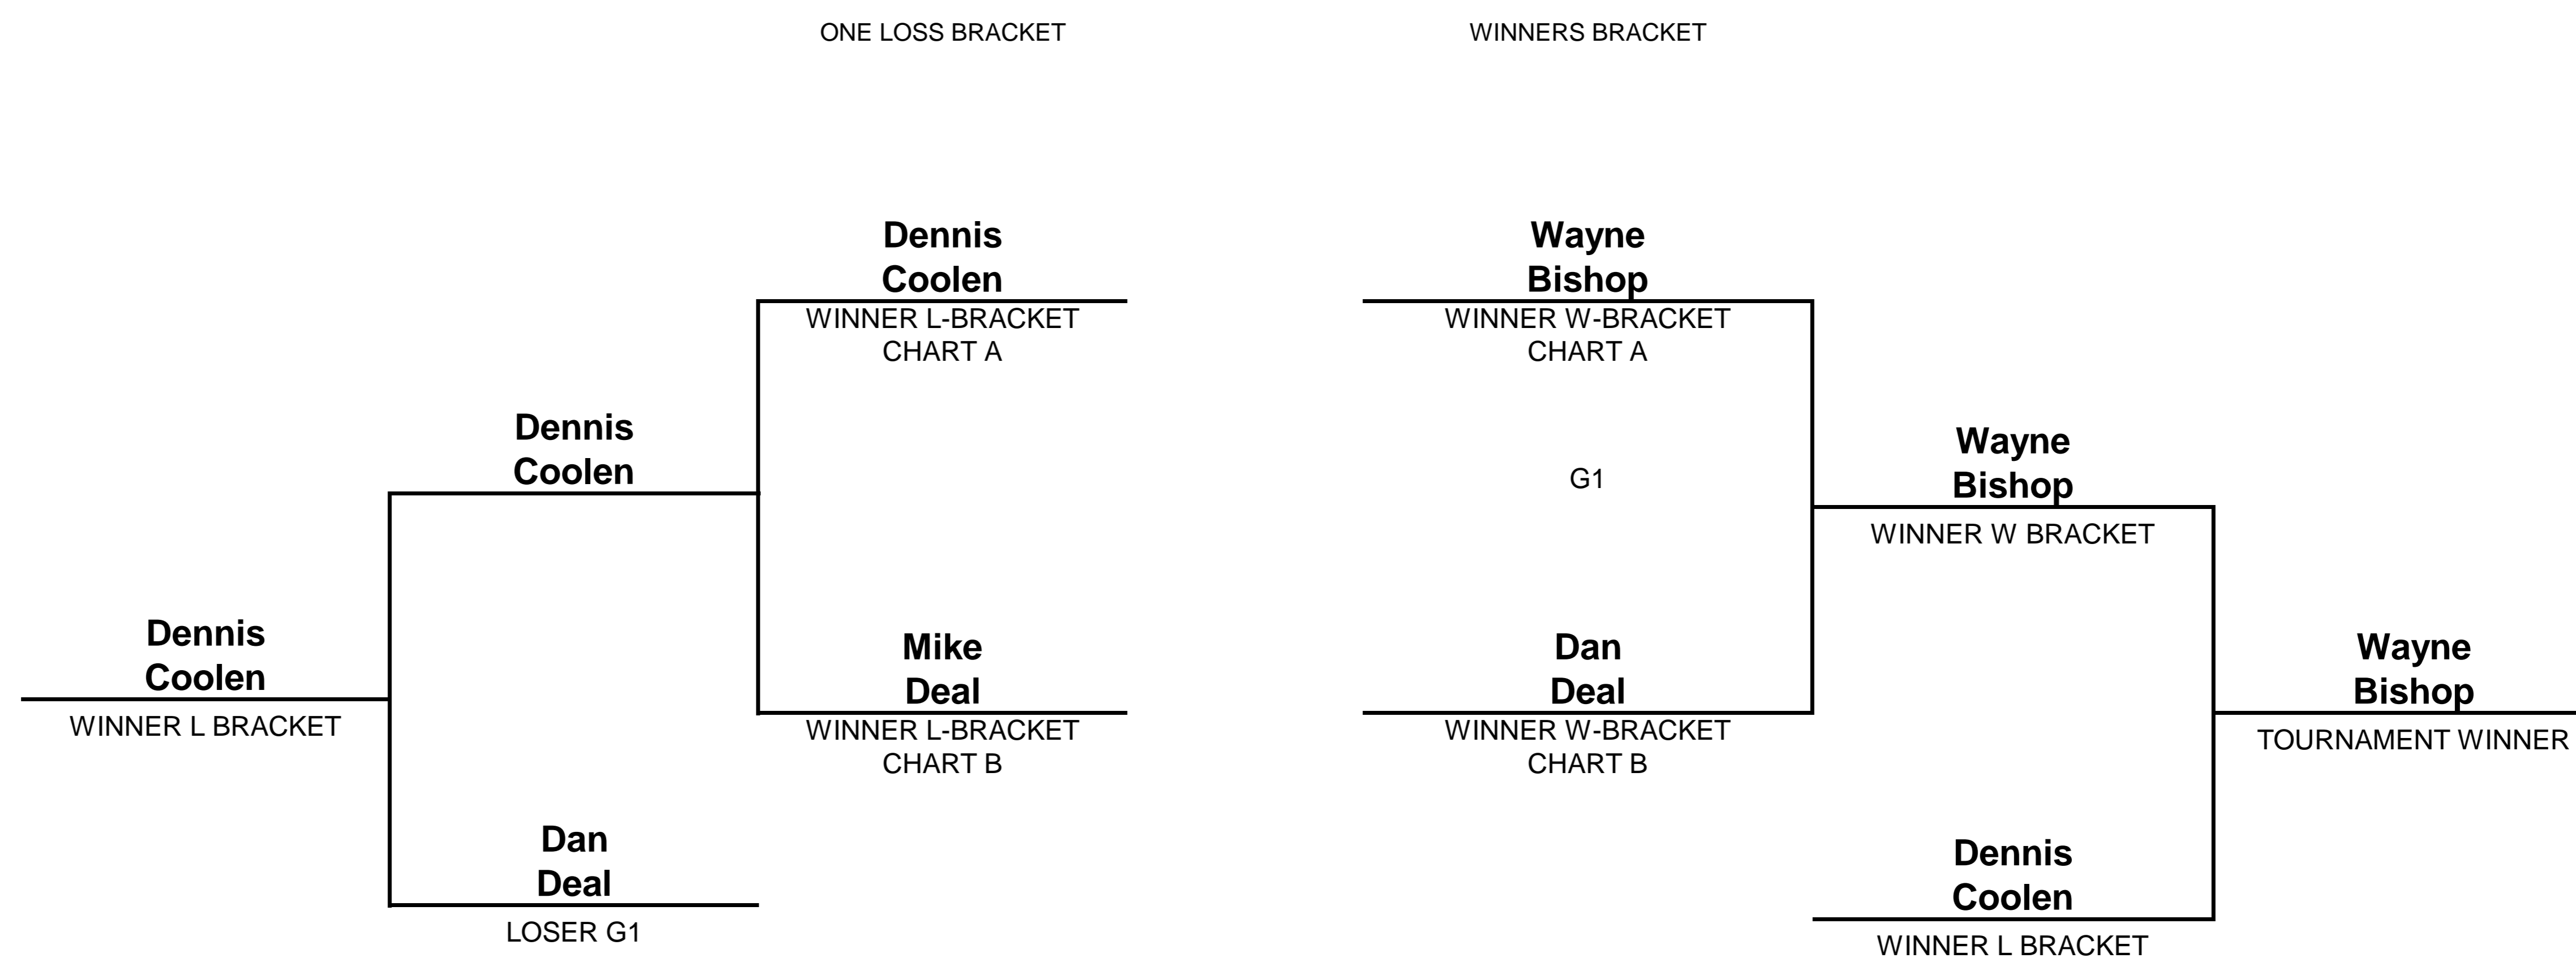 ONE LOSS BRACKET
WINNERS BRACKET
Dennis
Coolen
WINNER L-BRACKET
CHART A
Wayne
Bishop
WINNER W-BRACKET
CHART A
Dennis
Coolen
G1
Wayne
Bishop
WINNER W BRACKET
Dennis
Coolen
WINNER L BRACKET
Mike
Deal
WINNER L-BRACKET
CHART B
Dan
Deal
WINNER W-BRACKET
CHART B
Wayne
Bishop
TOURNAMENT WINNER
Dan
Deal
LOSER G1
Dennis
Coolen
WINNER L BRACKET